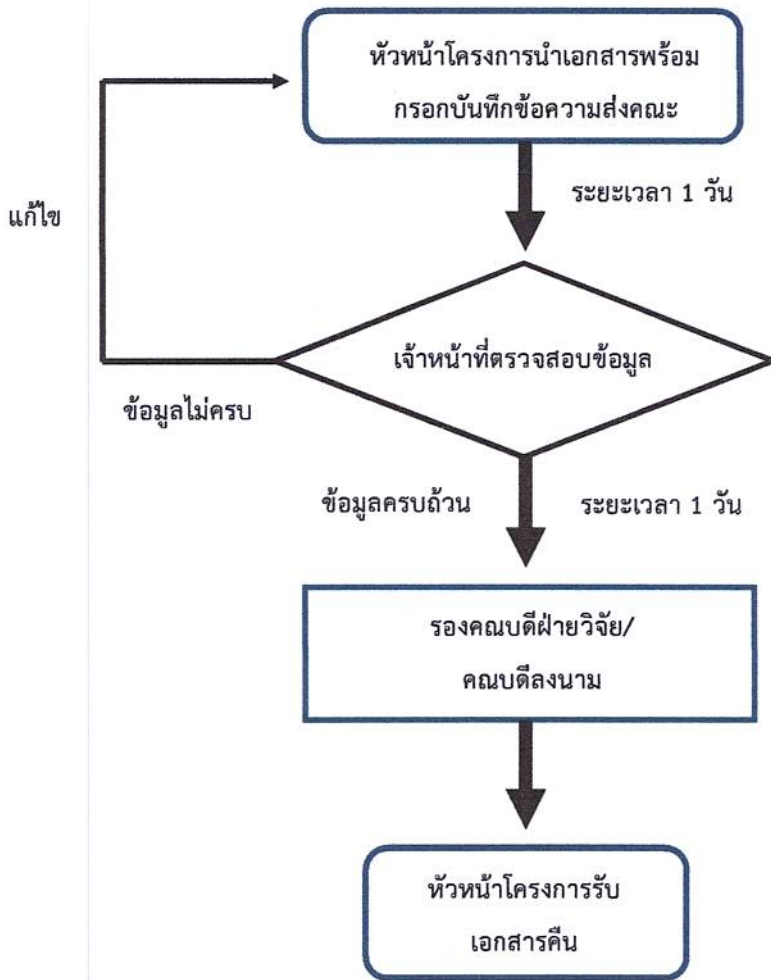 หัวหน้าโครงการนำเอกสารพร้อม
กรอกบันทึกข้อความส่งคณะ
ระยะเวลา 1 วัน
แก้ไข
เจ้าหน้าที่ตรวจสอบข้อมูล
ข้อมูลไม่ครบ
ข้อมูลครบถ้วน
ระยะเวลา 1 วัน
รองคณบดีฝ่ายวิจัย/
คณบดีลงนาม
หัวหน้าโครงการรับ
เอกสารคืน